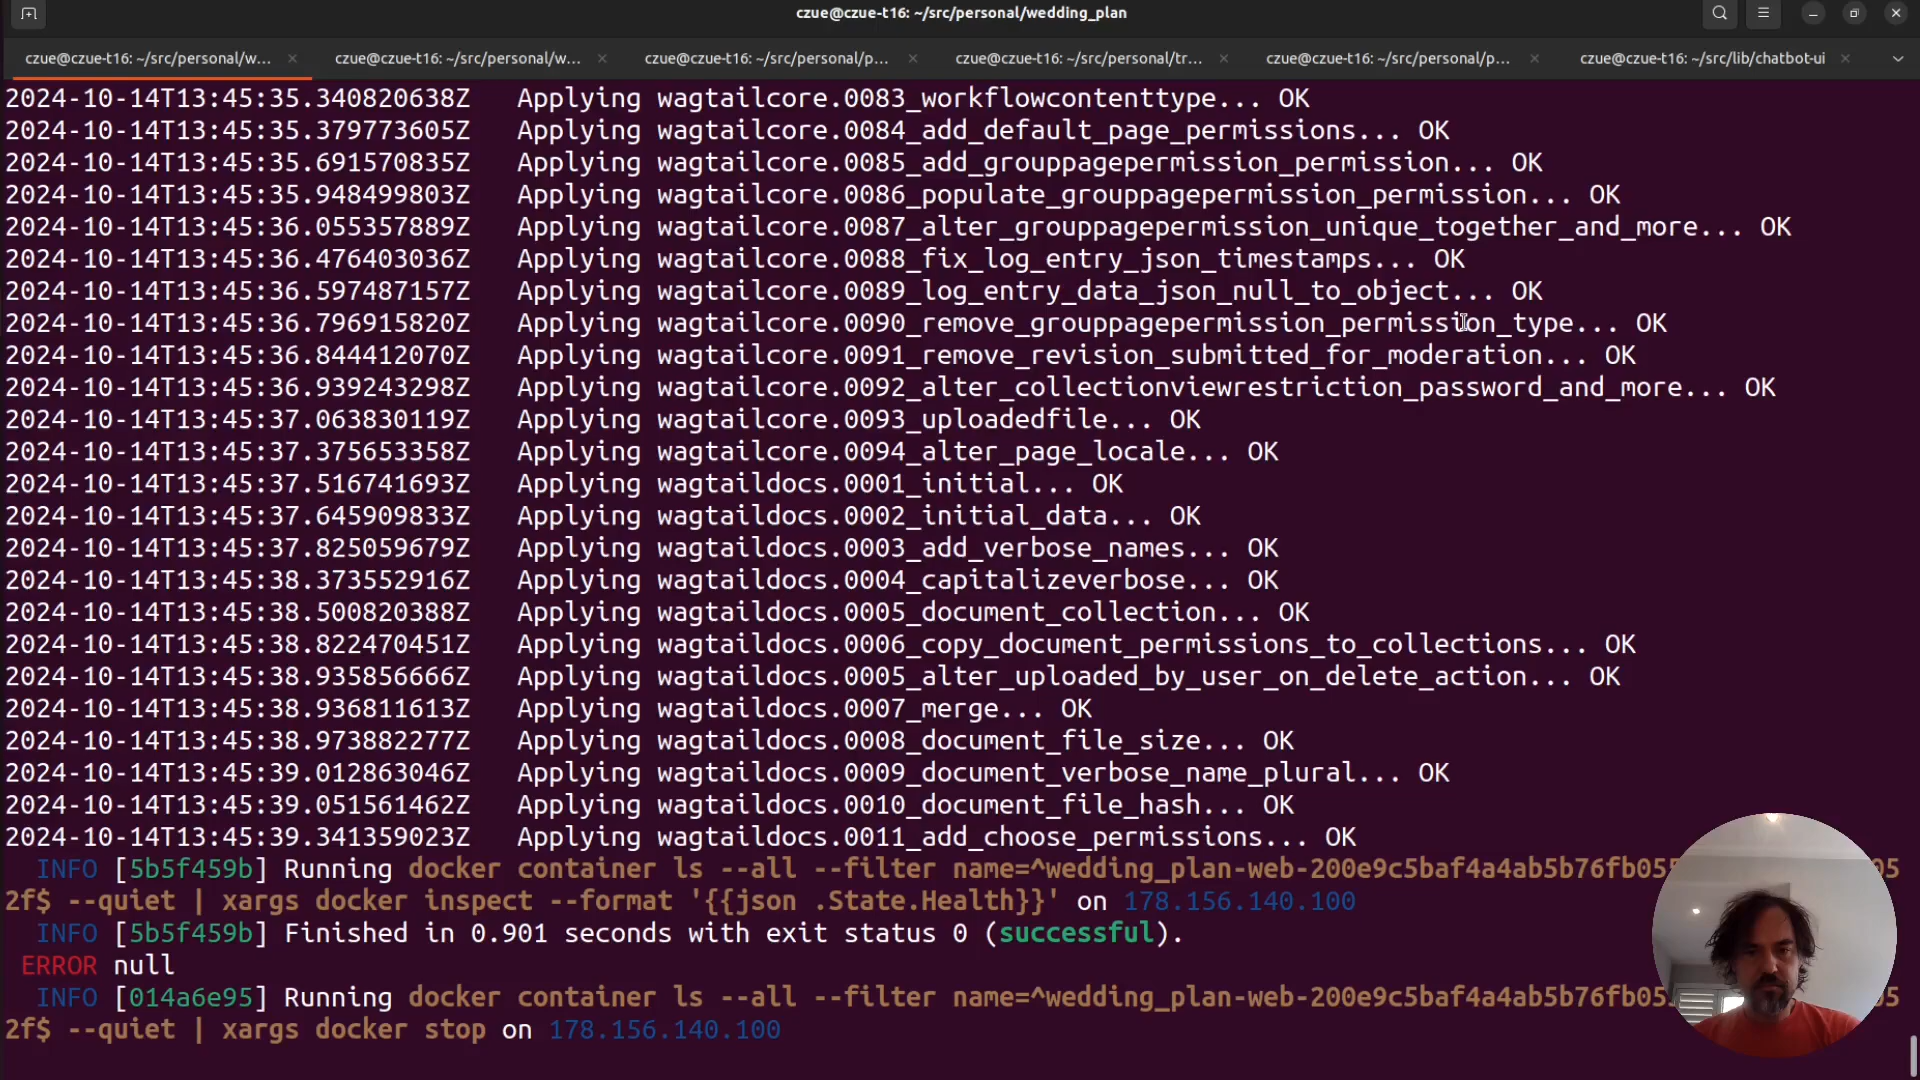 czue@czue-t16: ~/src/personal/wedding_plan
czue@czue-t16: ~/src/personal/w... czue@czue-t16: ~/src/personal/w... czue@czue-t16: ~/src/personal/p... czue@czue-t16: ~/src/personal/tr... czue@czue-t16: ~/src/personal/p... czue@czue-t16: ~/src/lib/chatbot-ui
2024-10-14T13:45:35.340820638Z   Applying wagtailcore.0083_workflowcontenttype... OK
2024-10-14T13:45:35.379773605Z   Applying wagtailcore.0084_add_default_page_permissions... OK
2024-10-14T13:45:35.691570835Z   Applying wagtailcore.0085_add_grouppagepermission_permission... OK
2024-10-14T13:45:35.948499803Z   Applying wagtailcore.0086_populate_grouppagepermission_permission... OK
2024-10-14T13:45:36.055357889Z   Applying wagtailcore.0087_alter_grouppagepermission_unique_together_and_more... OK
2024-10-14T13:45:36.476403036Z   Applying wagtailcore.0088_fix_log_entry_json_timestamps... OK
2024-10-14T13:45:36.597487157Z   Applying wagtailcore.0089_log_entry_data_json_null_to_object... OK
2024-10-14T13:45:36.796915820Z   Applying wagtailcore.0090_remove_grouppagepermission_permission_type... OK
2024-10-14T13:45:36.844412070Z   Applying wagtailcore.0091_remove_revision_submitted_for_moderation... OK
2024-10-14T13:45:36.939243298Z   Applying wagtailcore.0092_alter_collectionviewrestriction_password_and_more... OK
2024-10-14T13:45:37.063830119Z   Applying wagtailcore.0093_uploadedfile... OK
2024-10-14T13:45:37.375653358Z   Applying wagtailcore.0094_alter_page_locale... OK
2024-10-14T13:45:37.516741693Z   Applying wagtaildocs.0001_initial... OK
2024-10-14T13:45:37.645909833Z   Applying wagtaildocs.0002_initial_data... OK
2024-10-14T13:45:37.825059679Z   Applying wagtaildocs.0003_add_verbose_names... OK
2024-10-14T13:45:38.373552916Z   Applying wagtaildocs.0004_capitalizeverbose... OK
2024-10-14T13:45:38.500820388Z   Applying wagtaildocs.0005_document_collection... OK
2024-10-14T13:45:38.822470451Z   Applying wagtaildocs.0006_copy_document_permissions_to_collections... OK
2024-10-14T13:45:38.935856666Z   Applying wagtaildocs.0005_alter_uploaded_by_user_on_delete_action... OK
2024-10-14T13:45:38.936811613Z   Applying wagtaildocs.0007_merge... OK
2024-10-14T13:45:38.973882277Z   Applying wagtaildocs.0008_document_file_size... OK
2024-10-14T13:45:39.012863046Z   Applying wagtaildocs.0009_document_verbose_name_plural... OK
2024-10-14T13:45:39.051561462Z   Applying wagtaildocs.0010_document_file_hash... OK
2024-10-14T13:45:39.341359023Z   Applying wagtaildocs.0011_add_choose_permissions... OK
INFO [5b5f459b] Running docker container ls --all --filter name=^wedding_plan-web-200e9c5baf4a4ab5b76fb05
2f$ --quiet | xargs docker inspect --format '{{json .State.Health}}' on 178.156.140.100
INFO [5b5f459b] Finished in 0.901 seconds with exit status 0 (successful).
ERROR null
INFO [014a6e95] Running docker container ls --all --filter name=^wedding_plan-web-200e9c5baf4a4ab5b76fb05
2f$ --quiet | xargs docker stop on 178.156.140.100